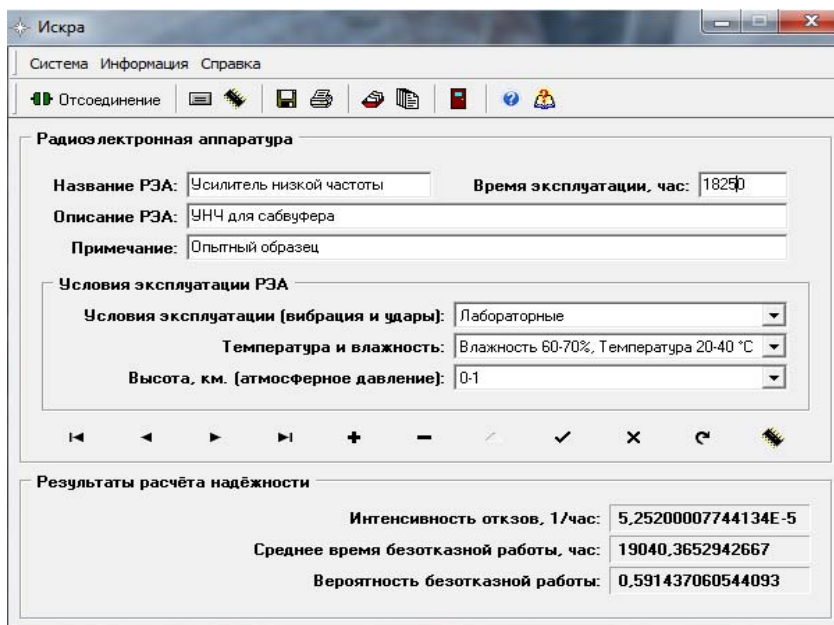 Искра
Система Информация Справка
Отсоединение
Радиоэлектронная аппаратура
Название РЭА: Усилитель низкой частоты Время эксплуатации, час: 18250
Описание РЭА: УНЧ для сабвуфера
Примечание: Опытный образец
Условия эксплуатации РЭА
Условия эксплуатации (вибрация и удары): Лабораторные
Температура и влажность: Влажность 60-70%, Температура 20-40 °C
Высота, км. (атмосферное давление): 0-1
Результаты расчёта надёжности
Интенсивность откзов, 1/час: 5,25200007744134E-5
Среднее время безотказной работы, час: 19040,3652942667
Вероятность безотказной работы: 0,591437060544093